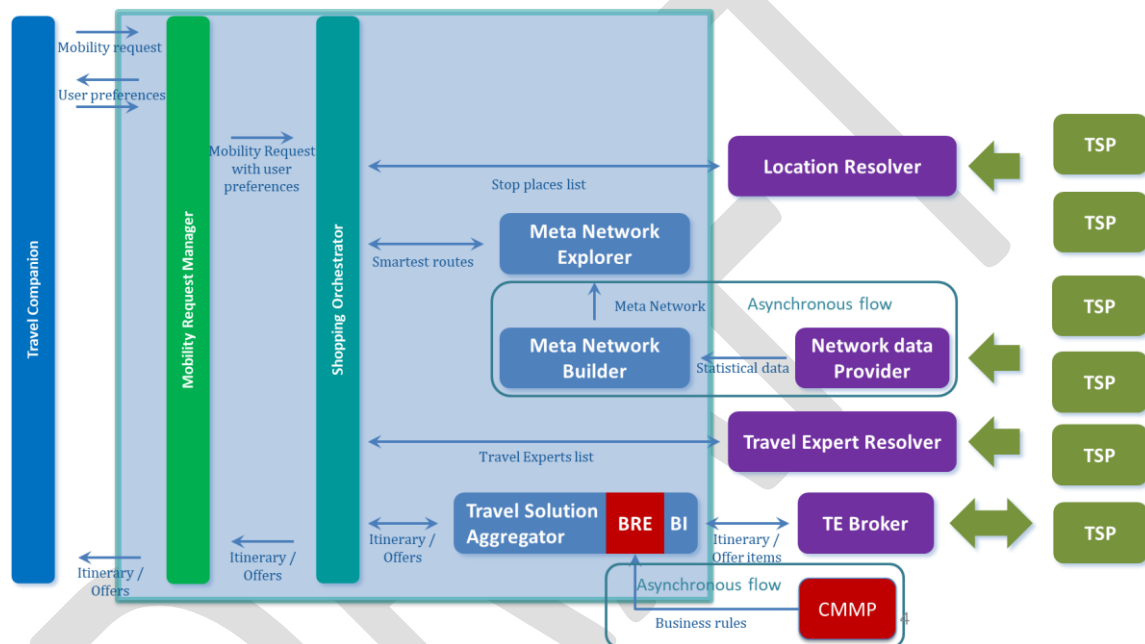 Mobility request
User preferences
Travel Companion
Mobility Request Manager
Mobility Request
with user
preferences
Shopping Orchestrator
Stop places list
Location Resolver
TSP
TSP
Meta Network
Explorer
Smartest routes
Meta Network
Asynchronous flow
TSP
Meta Network
Builder
Statistical data
Network data
Provider
TSP
Travel Experts list
Travel Expert Resolver
TSP
Travel Solution
Aggregator
BRE
BI
TE Broker
TSP
Itinerary /
Offers
Itinerary /
Offers
Itinerary /
Offers
Itinerary /
Offer items
Asynchronous flow
Business rules
CMMP
4